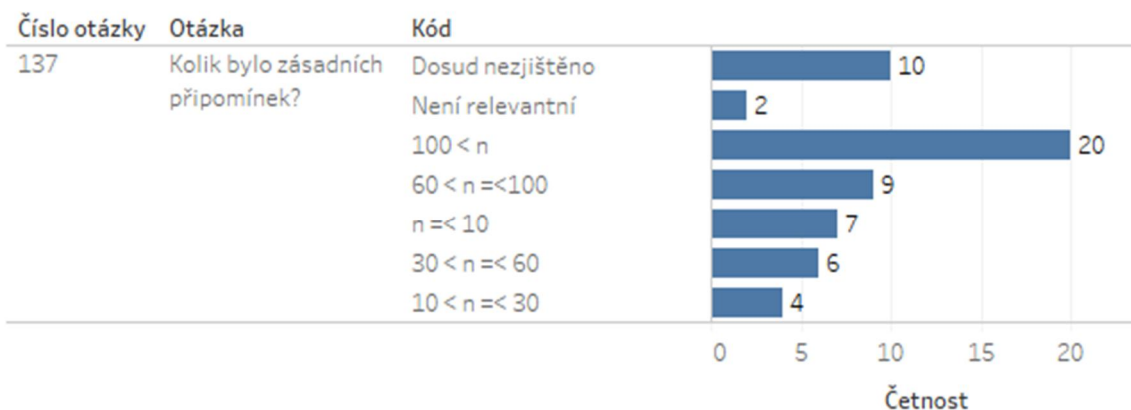 Číslo otázky Otázka Kód
137 Kolik bylo zásadních Dosud nezjištěno 10
připomínek? Není relevantní 2
100 < n 20
60 < n =<100 9
n =< 10 7
30 < n =< 60 6
10 < n =< 30 4
0 5 10 15 20
Četnost